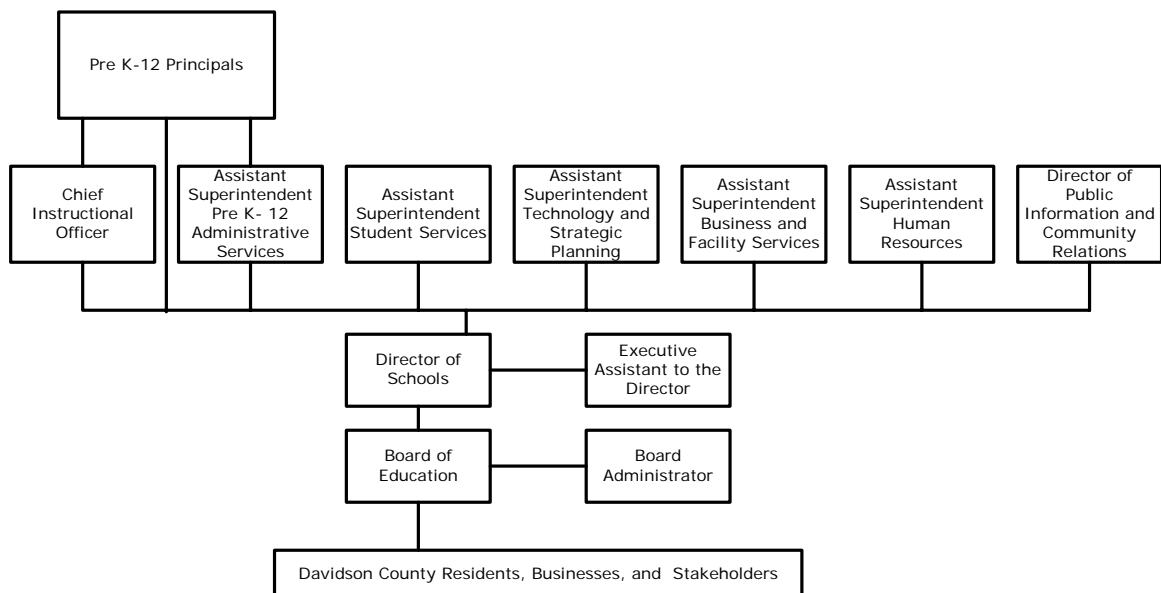 Pre K-12 Principals
Chief
Instructional
Officer
Assistant
Superintendent
Pre K- 12
Administrative
Services
Assistant
Superintendent
Student Services
Assistant
Superintendent
Technology and
Strategic
Planning
Assistant
Superintendent
Business and
Facility Services
Assistant
Superintendent
Human
Resources
Director of
Public
Information and
Community
Relations
Director of
Schools
Executive
Assistant to the
Director
Board of
Education
Board
Administrator
Davidson County Residents, Businesses, and Stakeholders